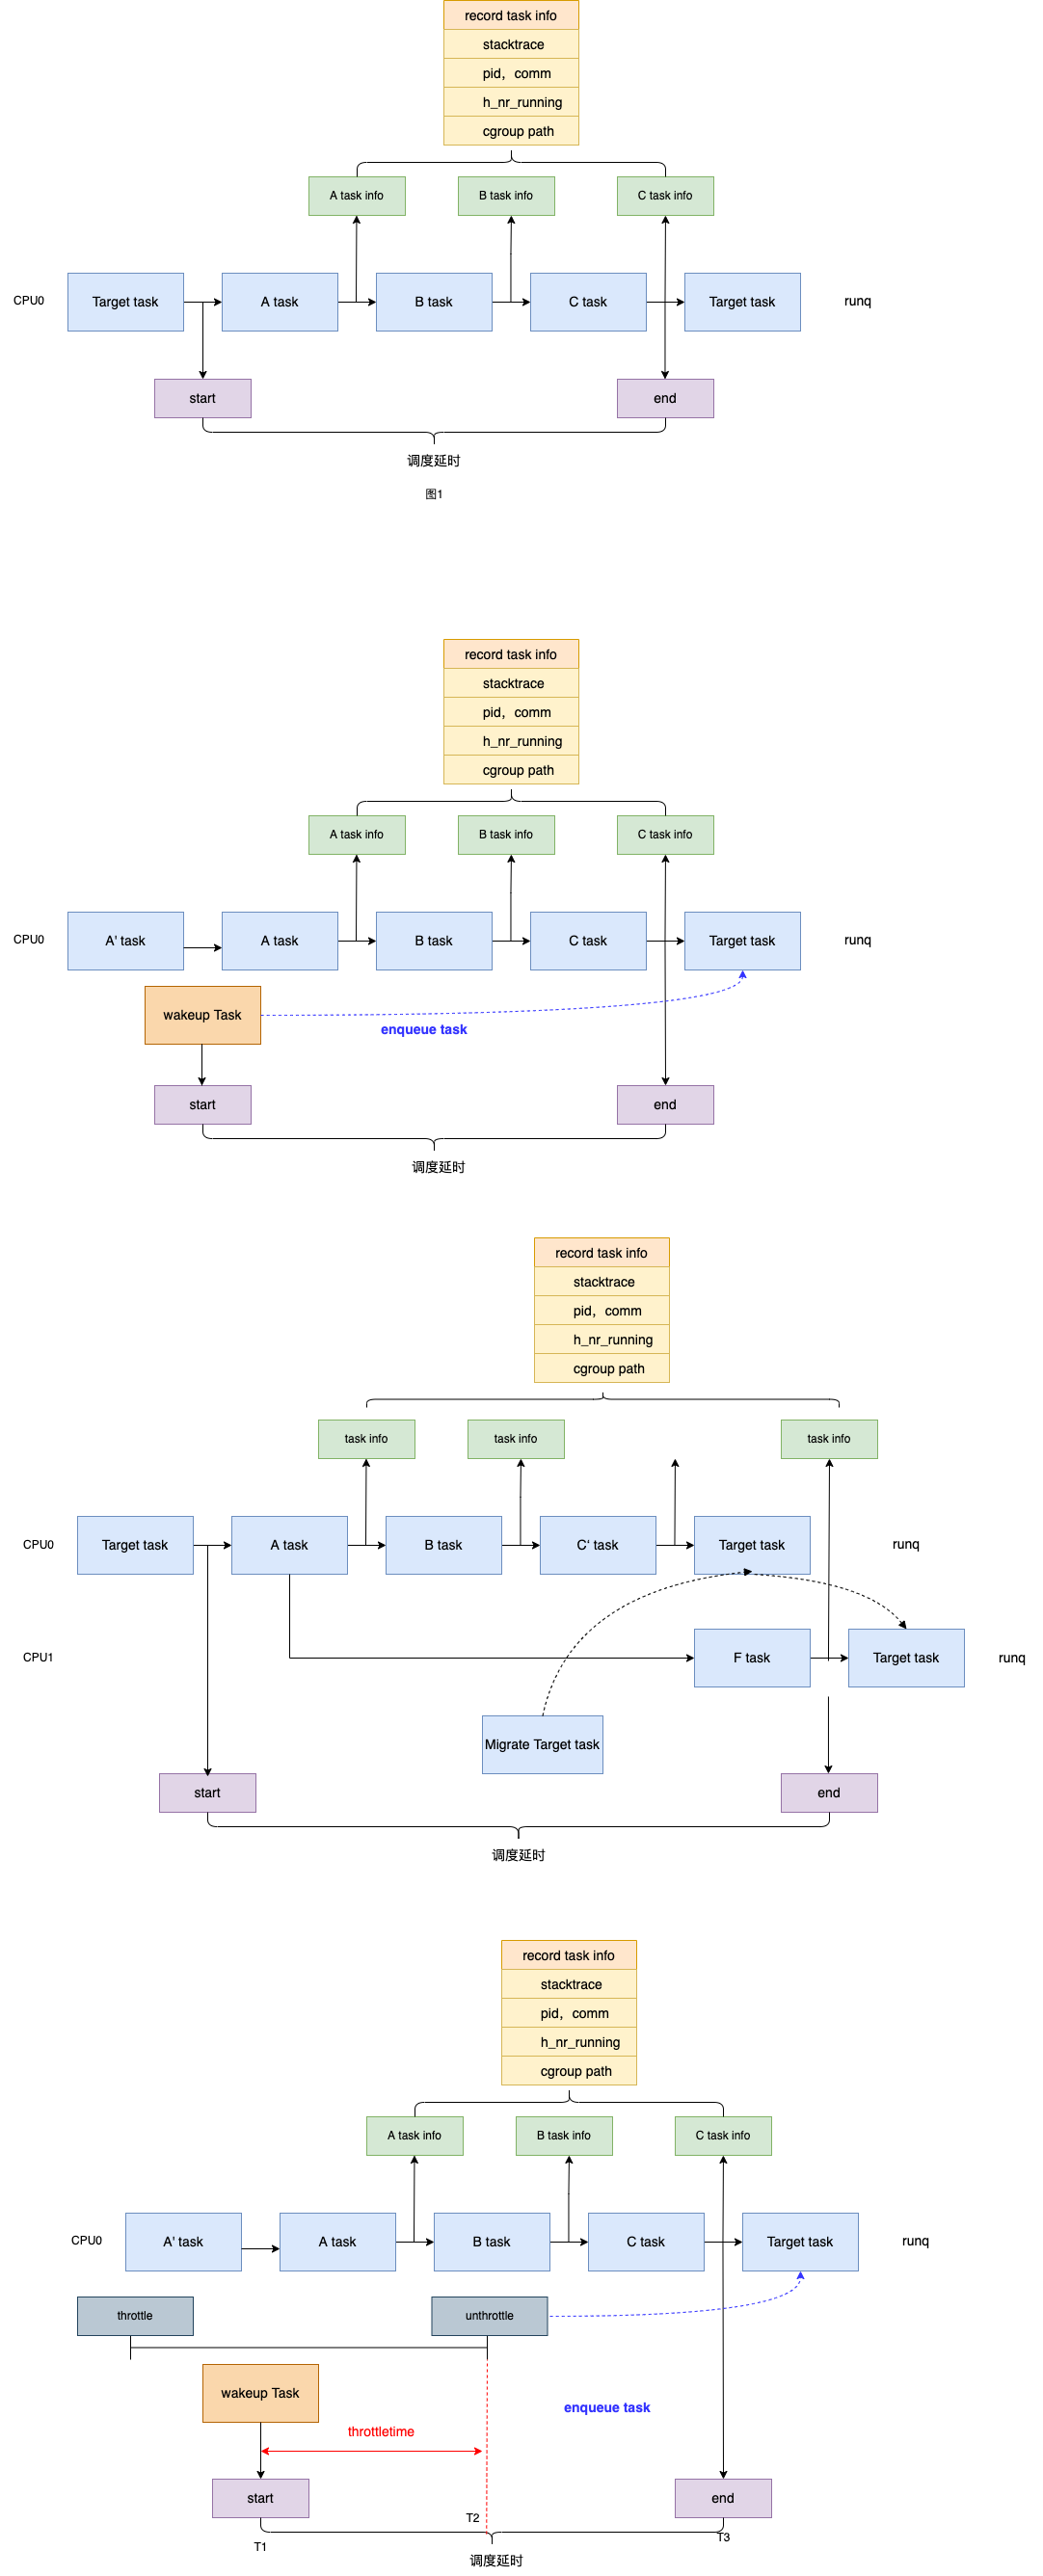 record task info
stacktrace
pid，comm
h_nr_running
cgroup path
A task info
B task info
C task info
CPU0
Target task
A task
B task
C task
Target task
runq
start
end
调度延时
图1
record task info
stacktrace
pid，comm
h_nr_running
cgroup path
A task info
B task info
C task info
CPU0
A' task
A task
B task
C task
Target task
runq
wakeup Task
enqueue task
start
end
调度延时
record task info
stacktrace
pid，comm
h_nr_running
cgroup path
task info
task info
task info
CPU0
Target task
A task
B task
C' task
Target task
runq
CPU1
F task
Target task
runq
Migrate Target task
start
end
调度延时
record task info
stacktrace
pid，comm
h_nr_running
cgroup path
A task info
B task info
C task info
CPU0
A' task
A task
B task
C task
Target task
runq
throttle
unthrottle
wakeup Task
enqueue task
throttletime
start
end
T2
T3
T1
调度延时